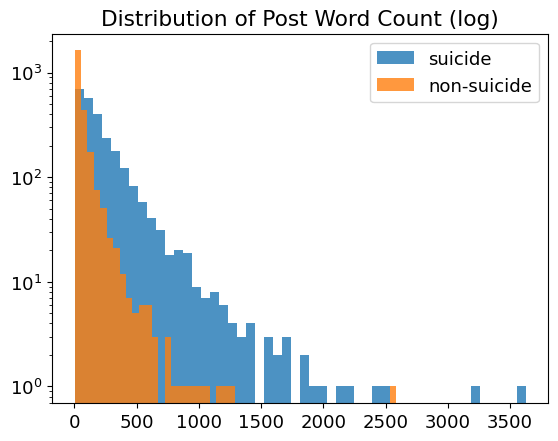 Distribution of Post Word Count (log)
suicide
non-suicide
10³
10²
10¹
10⁰
0 500 1000 1500 2000 2500 3000 3500